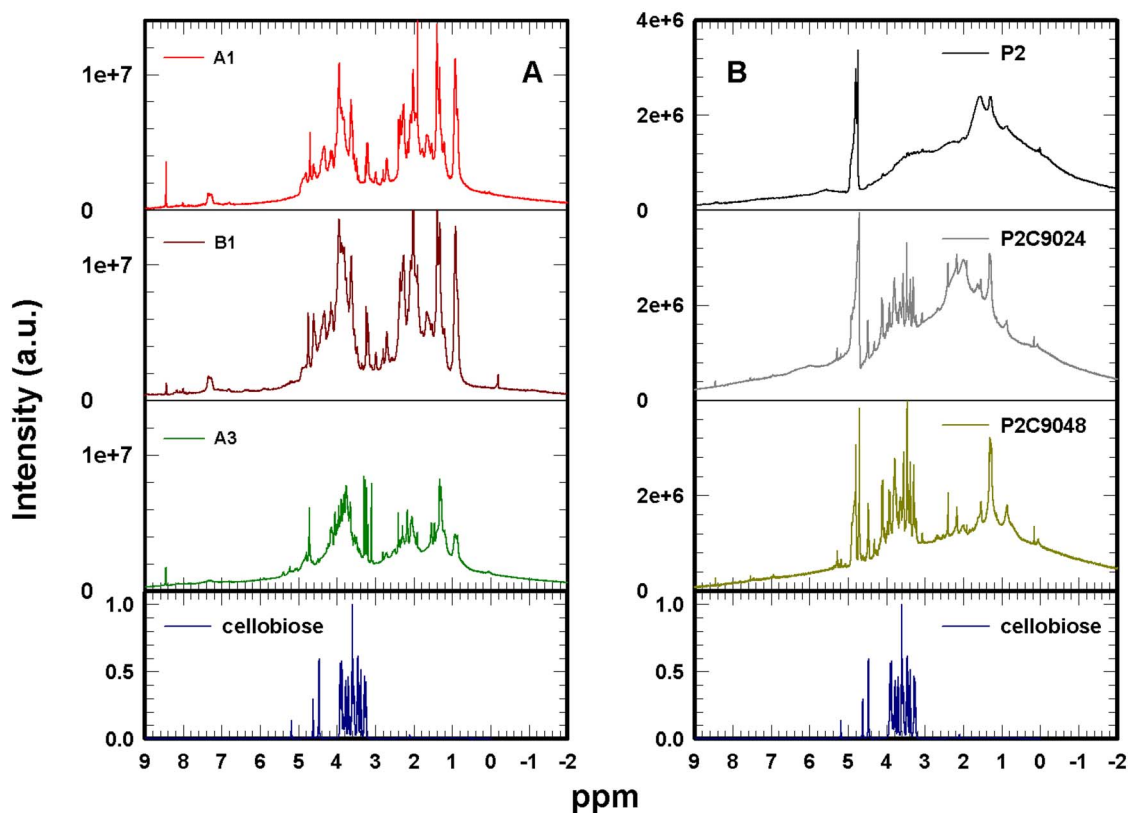 A1
A
1e+7
0
B1
1e+7
0
A3
1e+7
0
cellobiose
1.0
0.5
0.0
9 8 7 6 5 4 3 2 1 0 -1 -2
4e+6
P2
B
2e+6
0
P2C9024
2e+6
0
P2C9048
2e+6
0
cellobiose
1.0
0.5
0.0
9 8 7 6 5 4 3 2 1 0 -1 -2
Intensity (a.u.)
ppm